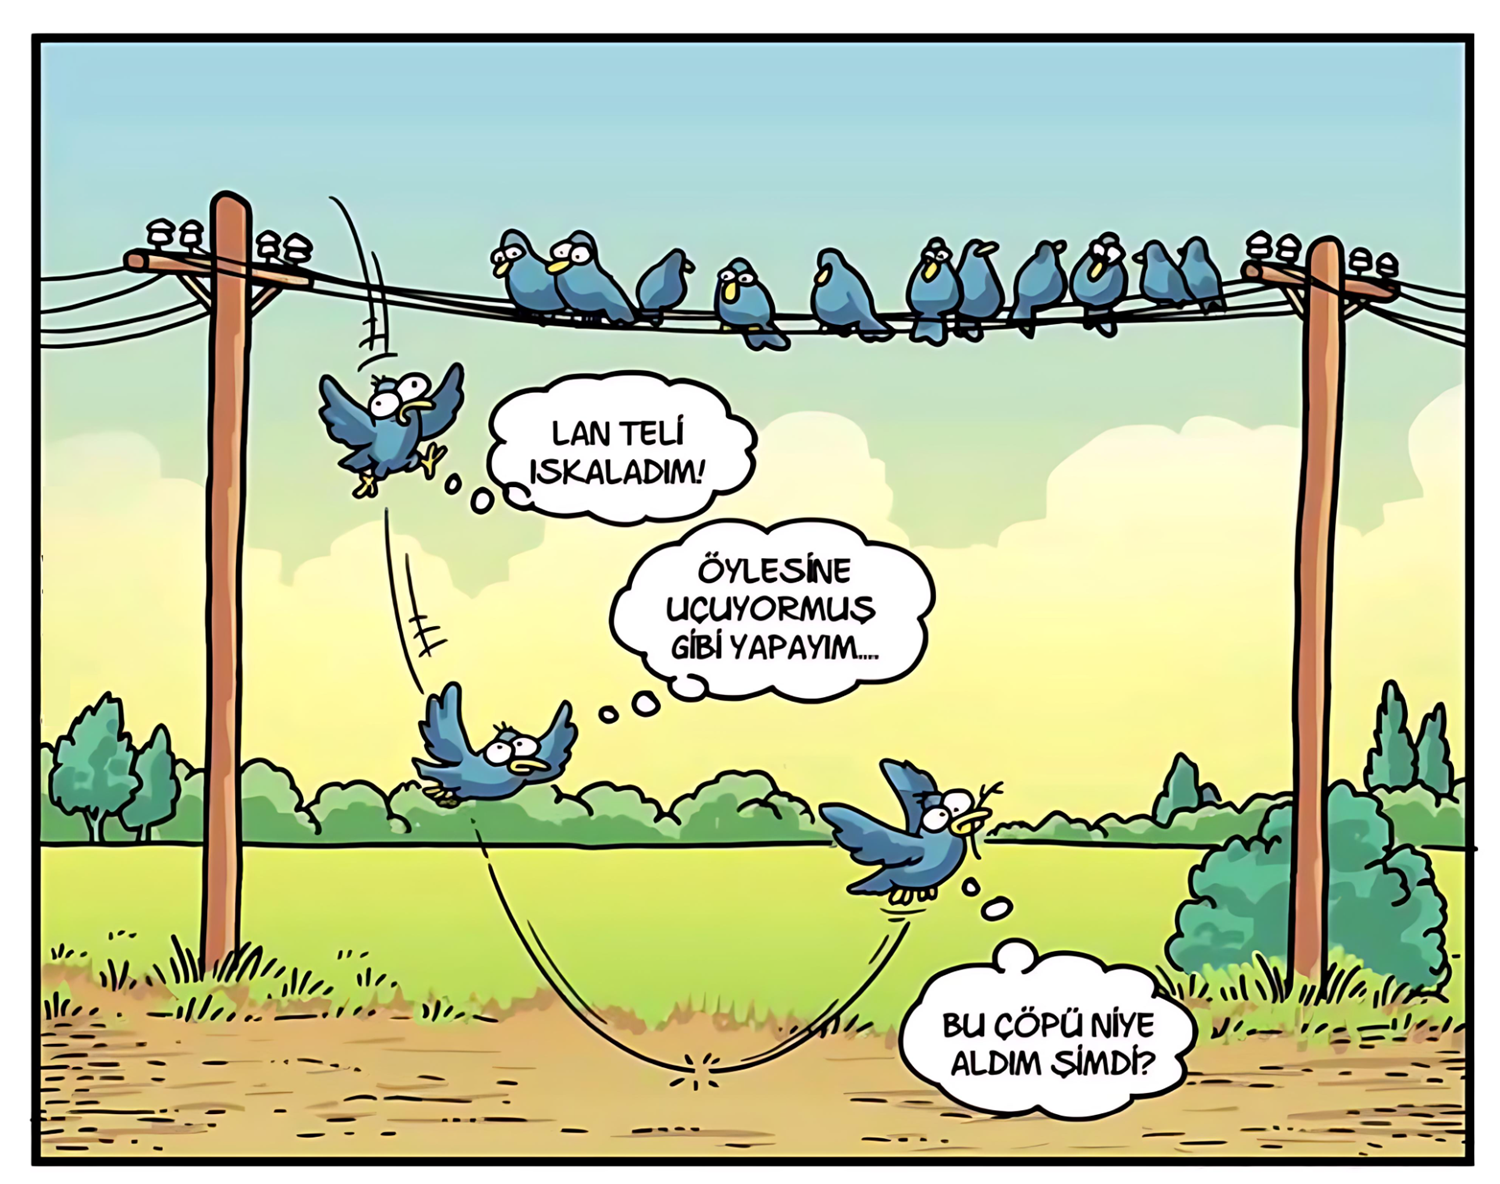 LAN TELİ
ISKALADIM!
ÖYLESİNE
UÇUYORMUŞ
GİBİ YAPAYIM....
BU ÇÖPÜ NİYE
ALDIM ŞİMDİ?